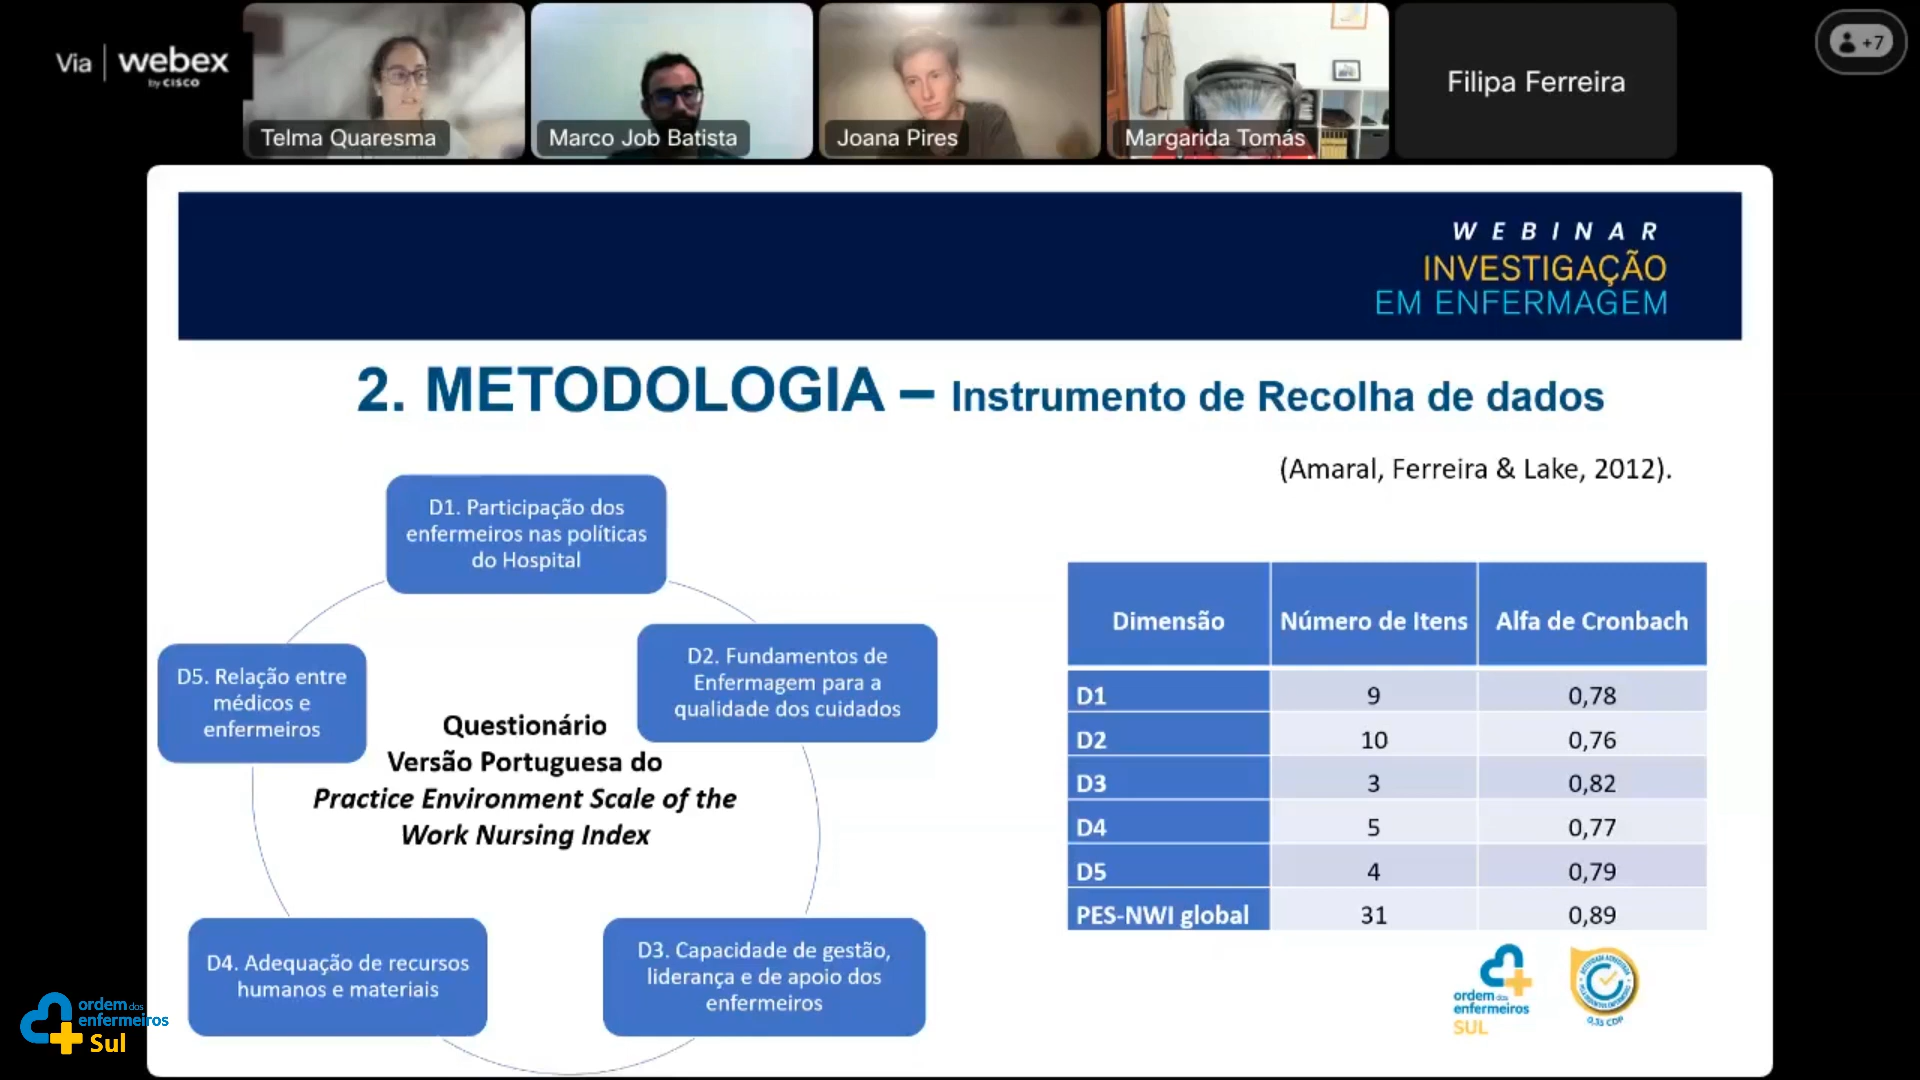 Via webex
by CISCO
Telma Quaresma
Marco Job Batista
Joana Pires
Margarida Tomás
Filipa Ferreira
+7
WEBINAR
INVESTIGAÇÃO
EM ENFERMAGEM
2. METODOLOGIA – Instrumento de Recolha de dados
(Amaral, Ferreira & Lake, 2012).
D1. Participação dos
enfermeiros nas políticas
do Hospital
D2. Fundamentos de
Enfermagem para a
qualidade dos cuidados
D5. Relação entre
médicos e
enfermeiros
Questionário
Versão Portuguesa do
Practice Environment Scale of the
Work Nursing Index
D4. Adequação de recursos
humanos e materiais
D3. Capacidade de gestão,
liderança e de apoio dos
enfermeiros
Dimensão Número de Itens Alfa de Cronbach
D1 9 0,78
D2 10 0,76
D3 3 0,82
D4 5 0,77
D5 4 0,79
PES-NWI global 31 0,89
ordem dos
enfermeiros
SUL
0,35 CDP
ordem dos
enfermeiros
Sul